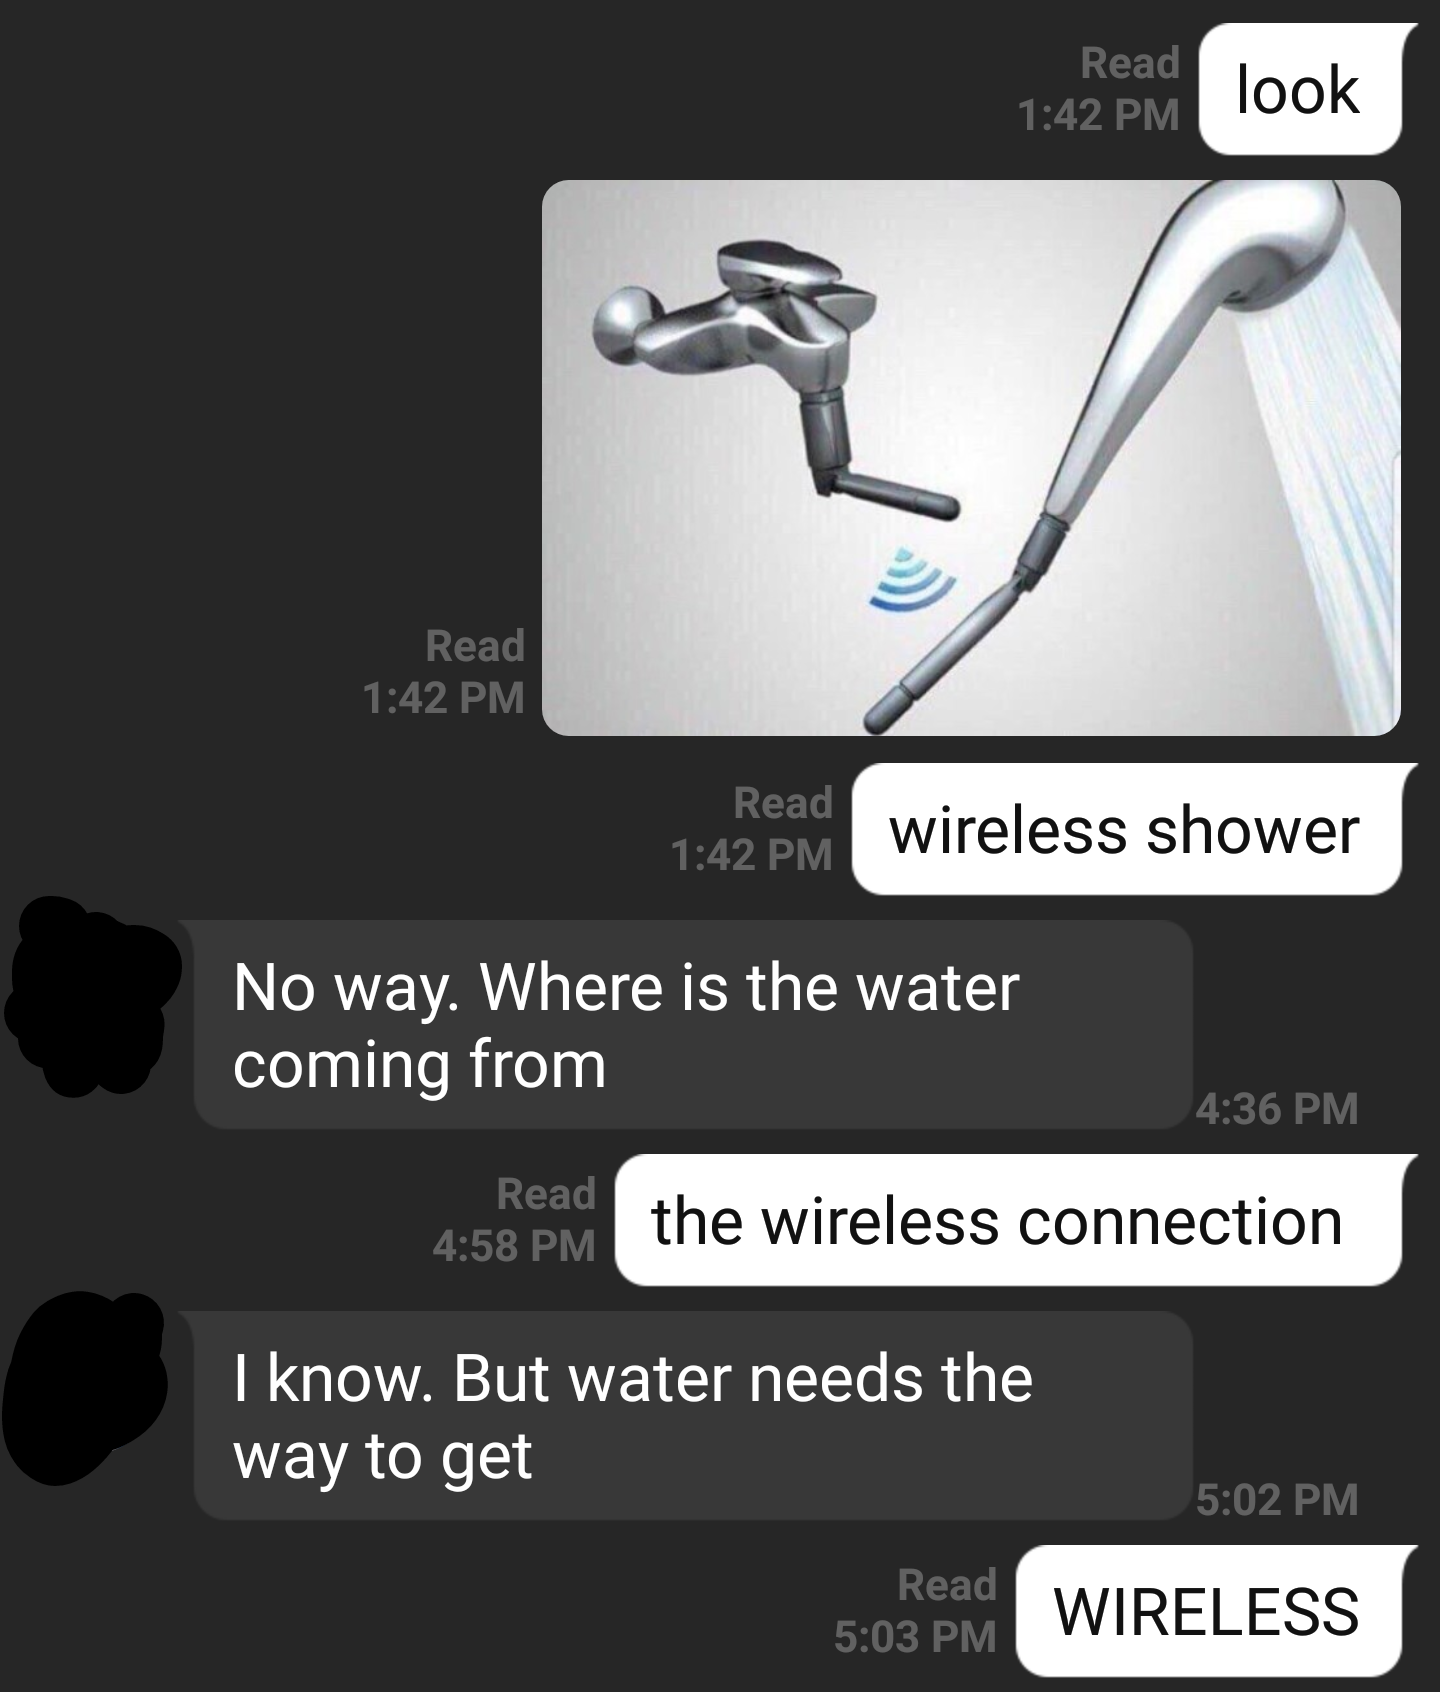 look
Read
1:42 PM
Read
1:42 PM
wireless shower
Read
1:42 PM
No way. Where is the water
coming from
4:36 PM
the wireless connection
Read
4:58 PM
I know. But water needs the
way to get
5:02 PM
WIRELESS
Read
5:03 PM